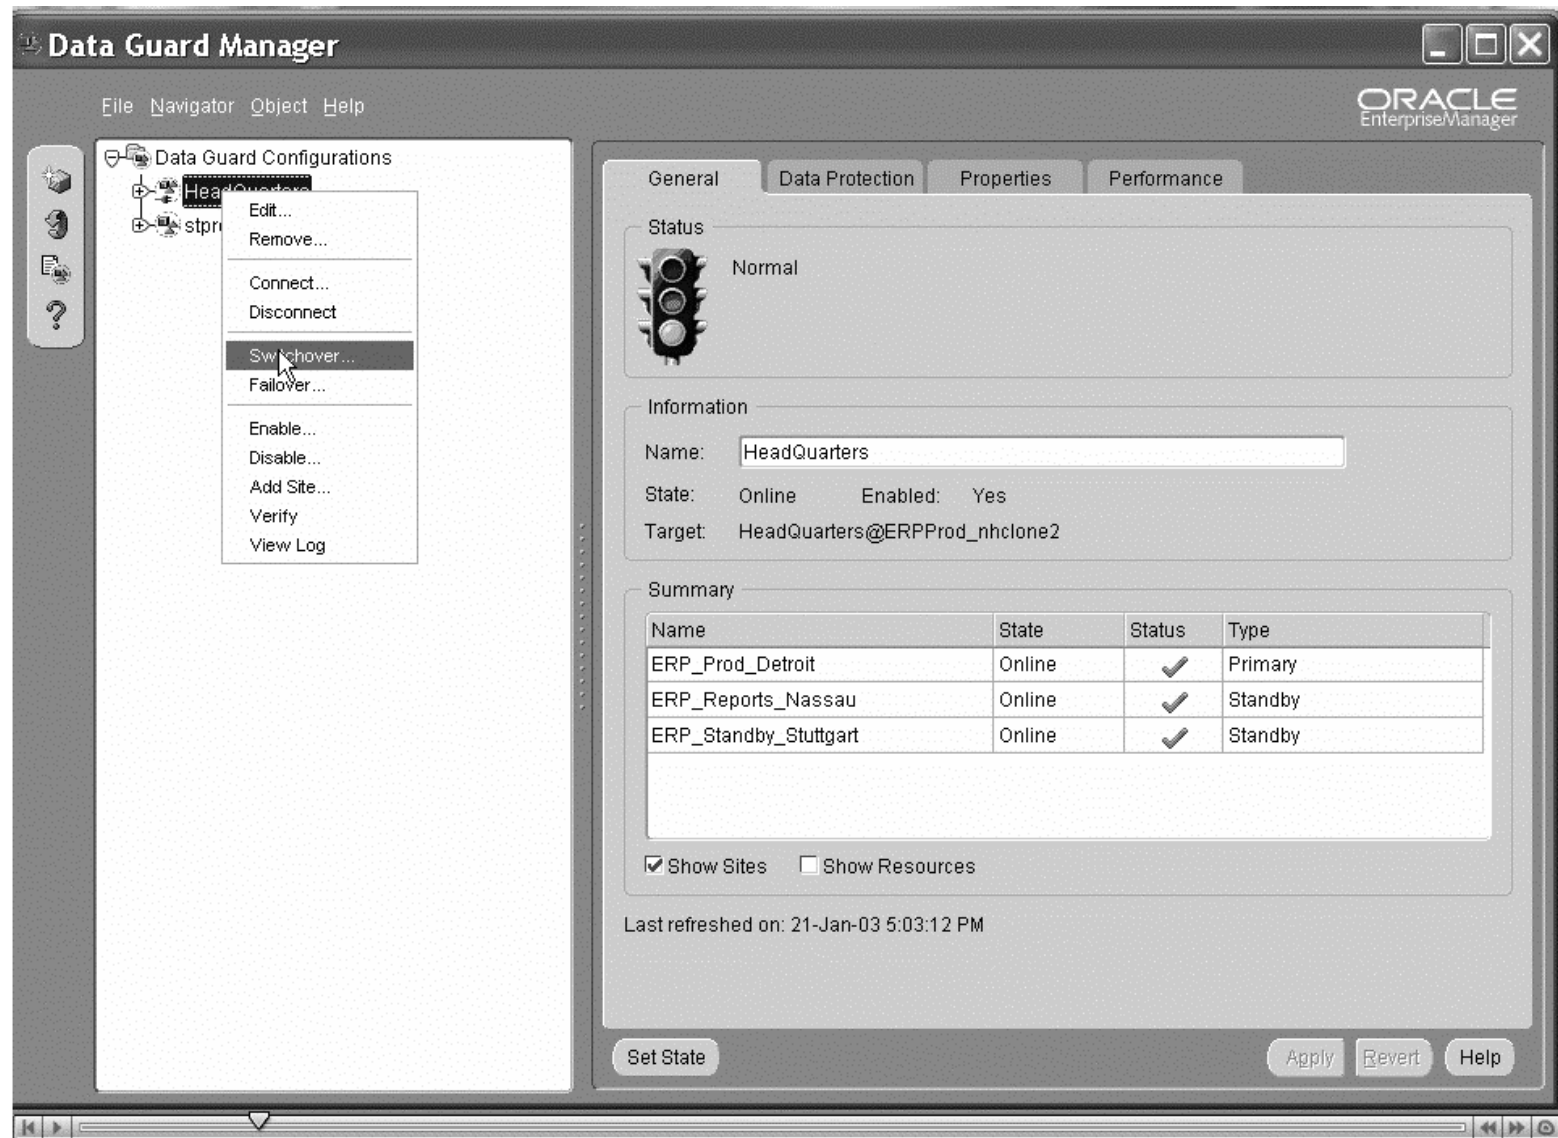 Data Guard Manager
File Navigator Object Help
ORACLE
EnterpriseManager
Data Guard Configurations
HeadQuarters
stpr
Edit...
Remove...
Connect...
Disconnect
Switchover...
Failover...
Enable...
Disable...
Add Site...
Verify
View Log
General Data Protection Properties Performance
Status
Normal
Information
Name: HeadQuarters
State: Online Enabled: Yes
Target: HeadQuarters@ERPProd_nhclone2
Summary
Name State Status Type
ERP_Prod_Detroit Online Primary
ERP_Reports_Nassau Online Standby
ERP_Standby_Stuttgart Online Standby
Show Sites Show Resources
Last refreshed on: 21-Jan-03 5:03:12 PM
Set State Apply Revert Help